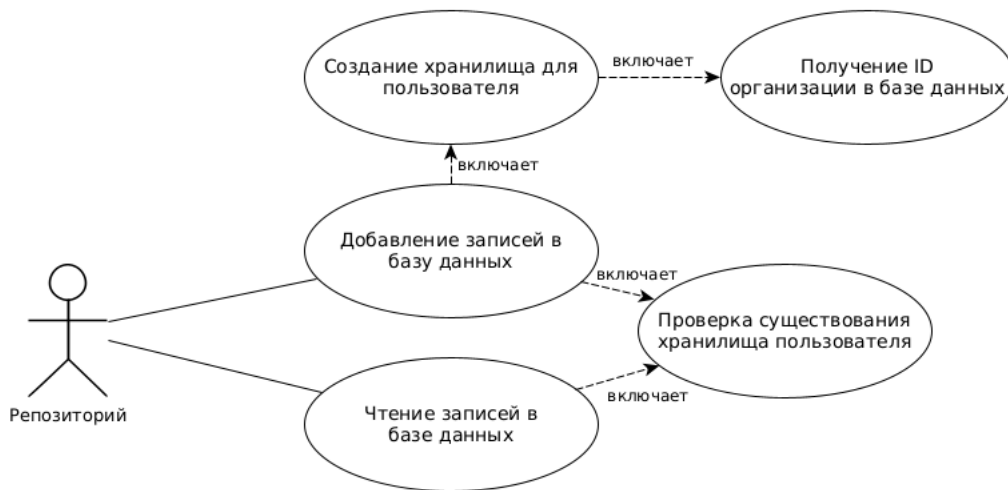 Создание хранилища для
пользователя
включает
Получение ID
организации в базе данных
включает
Добавление записей в
базу данных
включает
Проверка существования
хранилища пользователя
включает
Чтение записей в
базе данных
Репозиторий